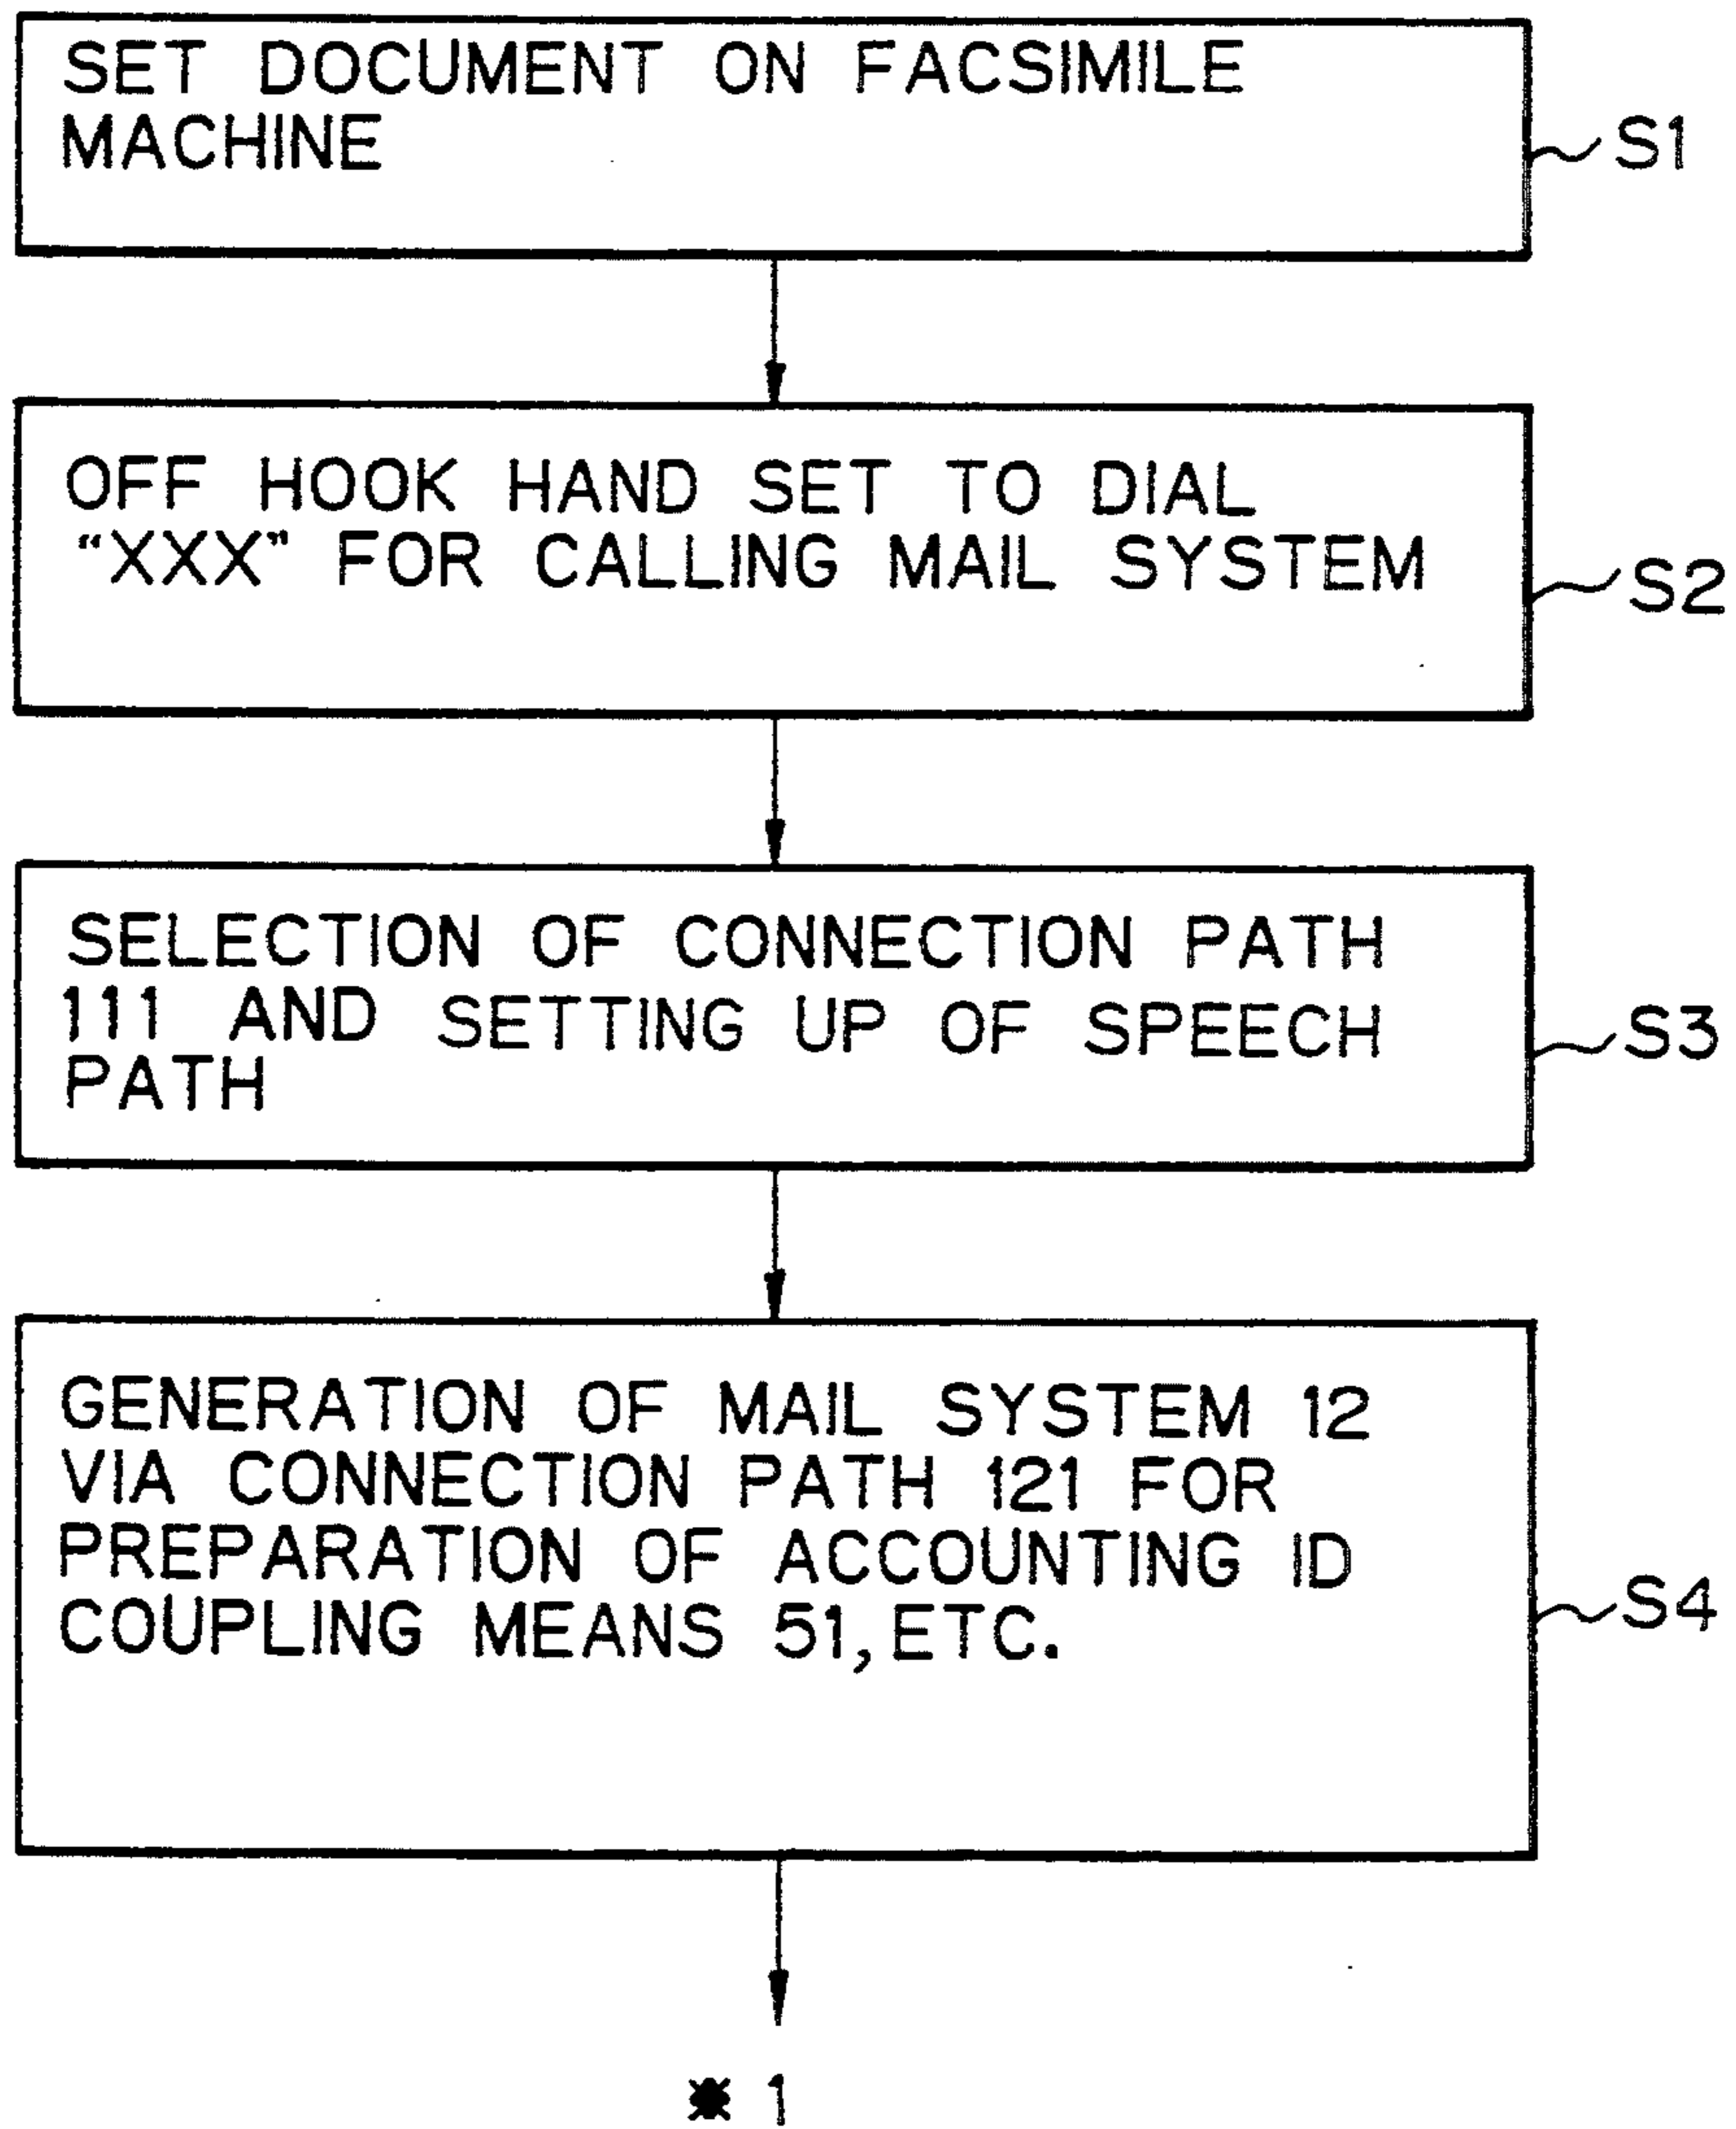 SET DOCUMENT ON FACSIMILE
MACHINE
S1
OFF HOOK HAND SET TO DIAL
“XXX” FOR CALLING MAIL SYSTEM
S2
SELECTION OF CONNECTION PATH
111 AND SETTING UP OF SPEECH
PATH
S3
GENERATION OF MAIL SYSTEM 12
VIA CONNECTION PATH 121 FOR
PREPARATION OF ACCOUNTING ID
COUPLING MEANS 51, ETC.
S4
※ 1